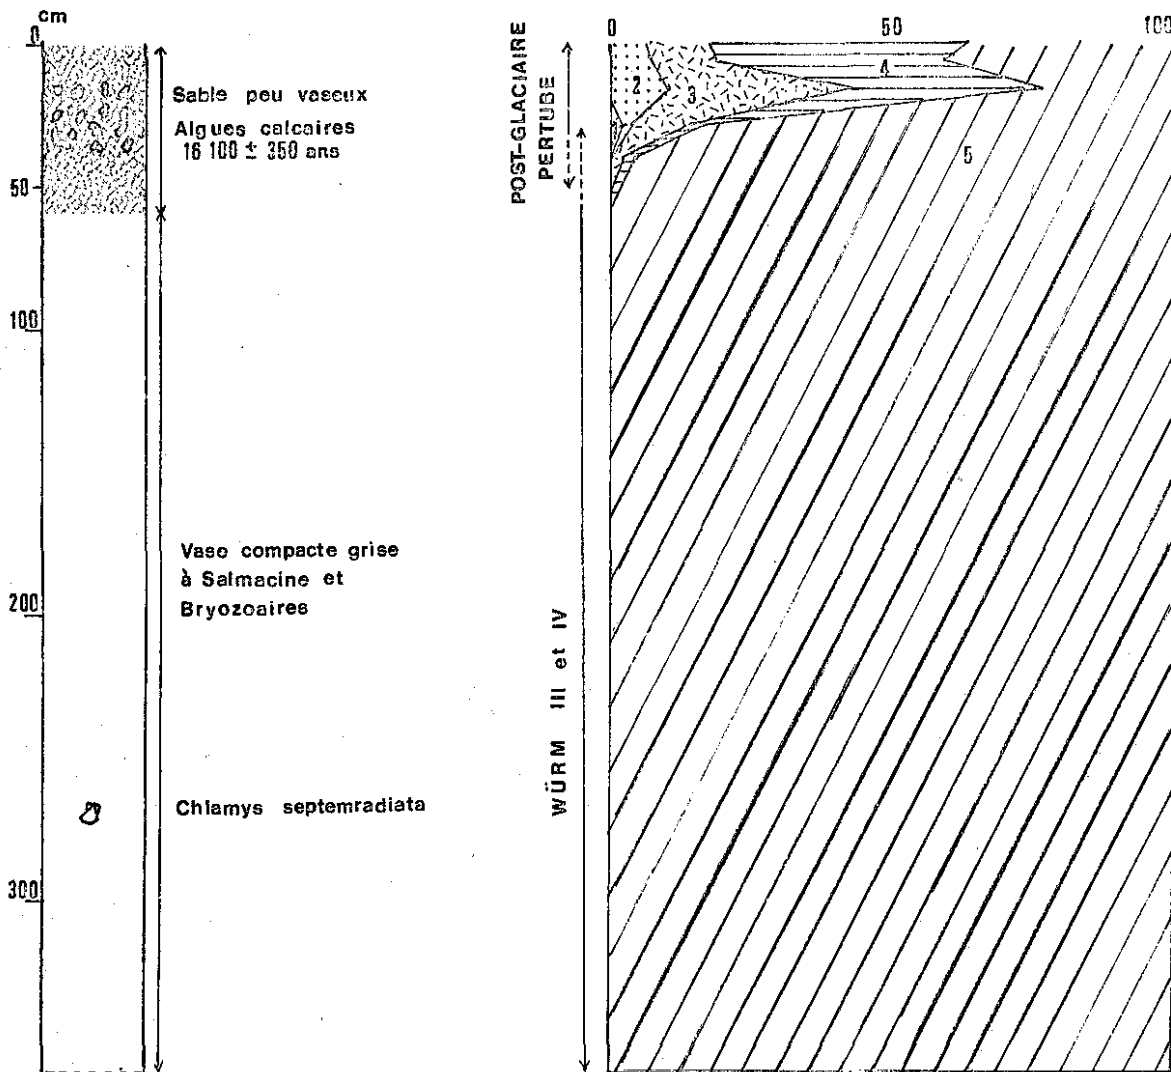 cm
0
50
100
200
300
Sable peu vaseux
Algues calcaires
16 100 ± 350 ans
Vase compacte grise
à Salmacine et
Bryozoaires
Chlamys septemradiata
POST-GLACIAIRE
PERTUBE
WÜRM III et IV
0 50 100
2
3
4
5